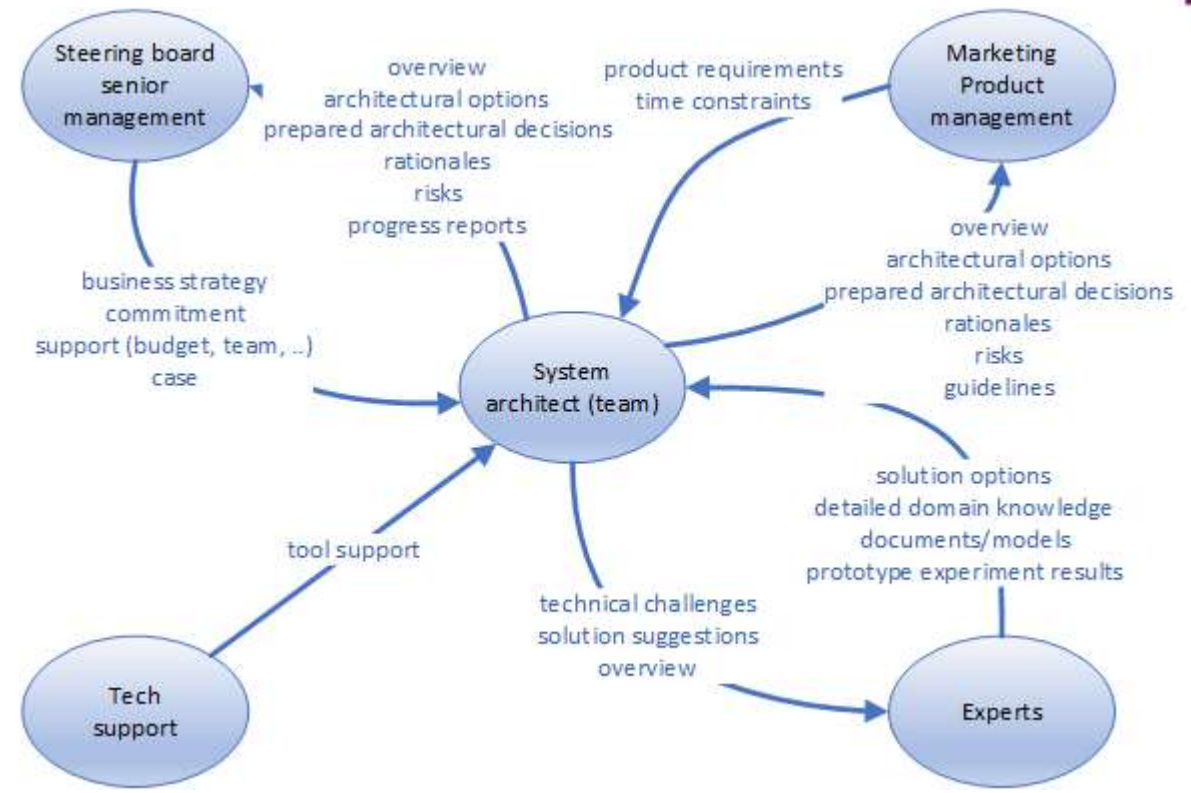 Steering board
senior
management
overview
architectural options
prepared architectural decisions
rationales
risks
progress reports
product requirements
time constraints
Marketing
Product
management
business strategy
commitment
support (budget, team, ..)
case
System
architect (team)
overview
architectural options
prepared architectural decisions
rationales
risks
guidelines
tool support
solution options
detailed domain knowledge
documents/models
prototype experiment results
technical challenges
solution suggestions
overview
Tech
support
Experts